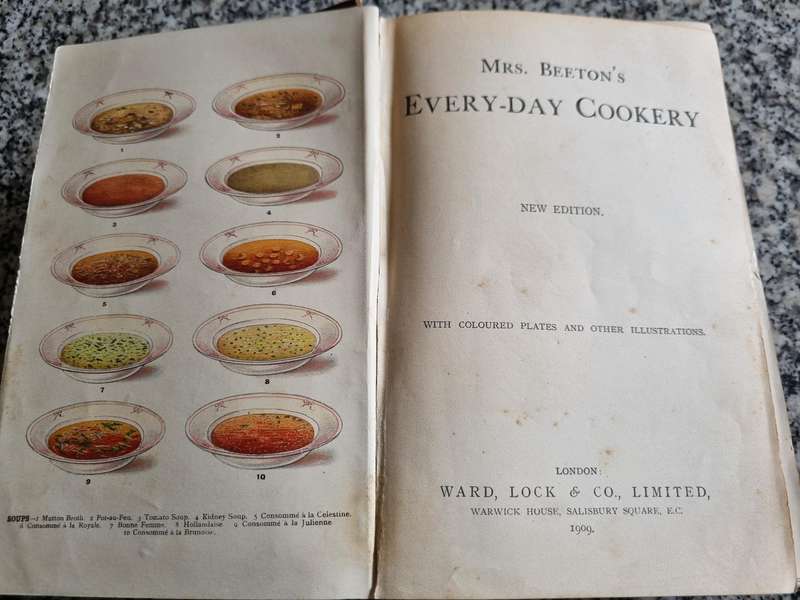 1
2
3
4
5
6
7
8
9
10
SOUPS—1 Mutton Broth. 2 Pot-au-Feu. 3 Tomato Soup. 4 Kidney Soup. 5 Consommé à la Celestine.
6 Consommé à la Royale. 7 Bonne Femme. 8 Hollandaise. 9 Consommé à la Julienne
10 Consommé à la Brunoise.
MRS. BEETON'S
EVERY-DAY COOKERY
NEW EDITION.
WITH COLOURED PLATES AND OTHER ILLUSTRATIONS.
LONDON:
WARD, LOCK & CO., LIMITED,
WARWICK HOUSE, SALISBURY SQUARE, E.C.
1909.